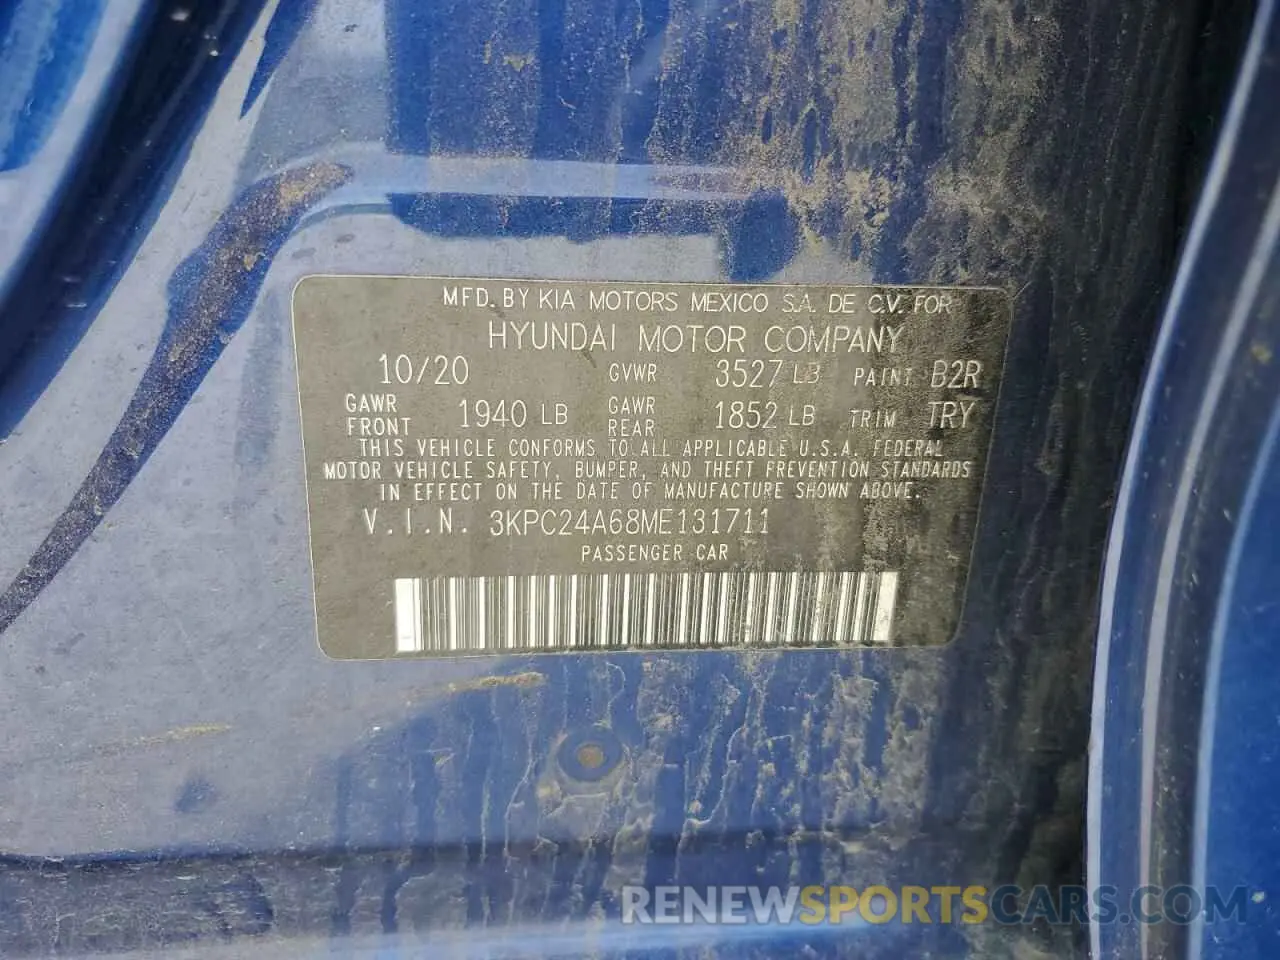 MFD. BY KIA MOTORS MEXICO S.A. DE C.V. FOR
HYUNDAI MOTOR COMPANY
10/20 GVWR 3527 LB PAINT B2R
GAWR FRONT 1940 LB GAWR REAR 1852 LB TRIM TRY
THIS VEHICLE CONFORMS TO ALL APPLICABLE U.S.A. FEDERAL
MOTOR VEHICLE SAFETY, BUMPER, AND THEFT PREVENTION STANDARDS
IN EFFECT ON THE DATE OF MANUFACTURE SHOWN ABOVE.
V.I.N. 3KPC24A68ME131711
PASSENGER CAR
RENEWSPORTSCARS.COM